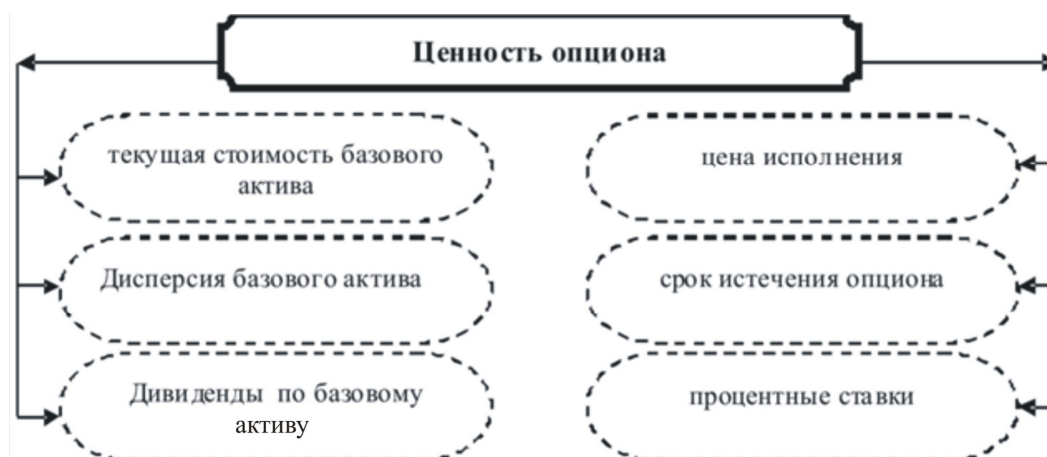 Ценность опциона
текущая стоимость базового
актива
цена исполнения
Дисперсия базового актива
срок истечения опциона
Дивиденды по базовому
активу
процентные ставки